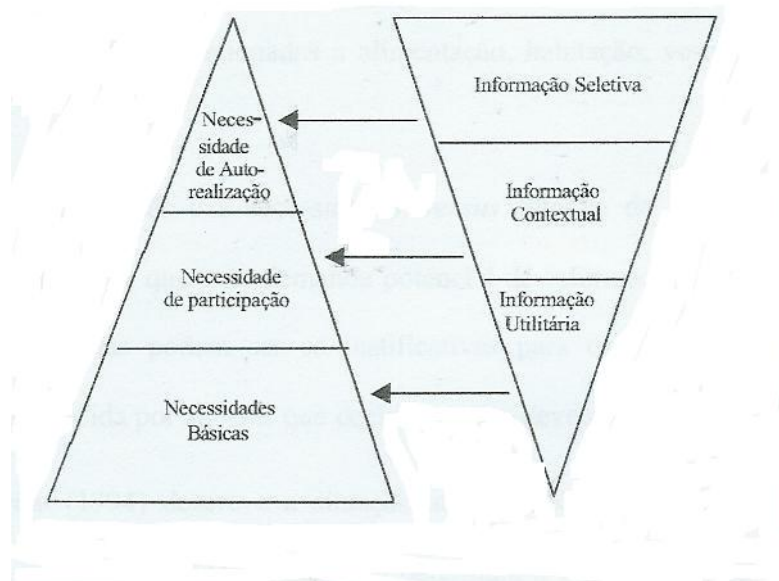 Neces-
sidade
de Auto-
realização
Necessidade
de participação
Necessidades
Básicas
Informação Seletiva
Informação
Contextual
Informação
Utilitária